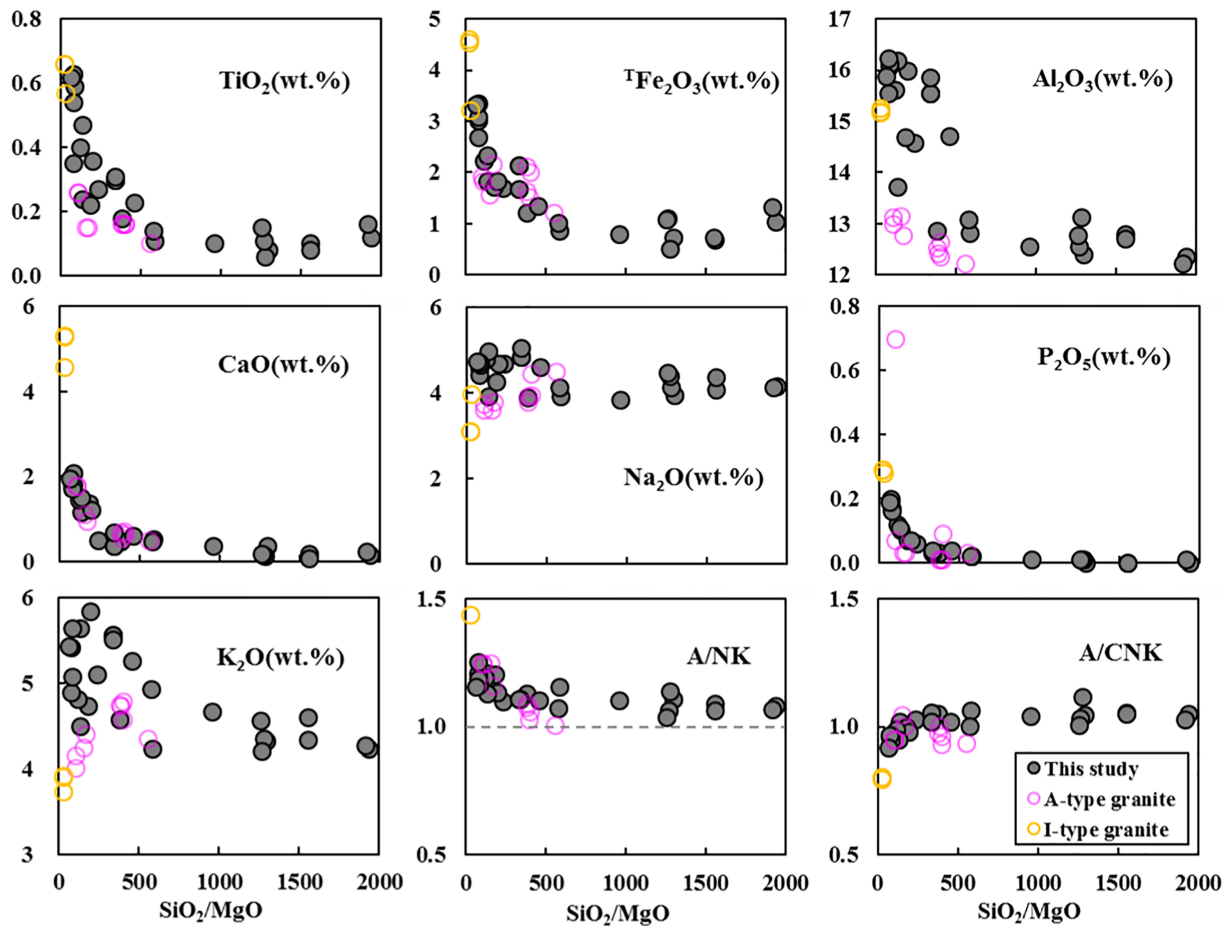 0.8
0.6
0.4
0.2
0.0
TiO₂(wt.%)
5
4
3
2
1
0
ᵀFe₂O₃(wt.%)
17
16
15
14
13
12
Al₂O₃(wt.%)
6
4
2
0
CaO(wt.%)
6
4
2
0
Na₂O(wt.%)
0.8
0.6
0.4
0.2
0.0
P₂O₅(wt.%)
6
5
4
3
K₂O(wt.%)
0 500 1000 1500 2000
SiO₂/MgO
1.5
1.0
0.5
A/NK
0 500 1000 1500 2000
SiO₂/MgO
1.5
1.0
0.5
A/CNK
This study
A-type granite
I-type granite
0 500 1000 1500 2000
SiO₂/MgO